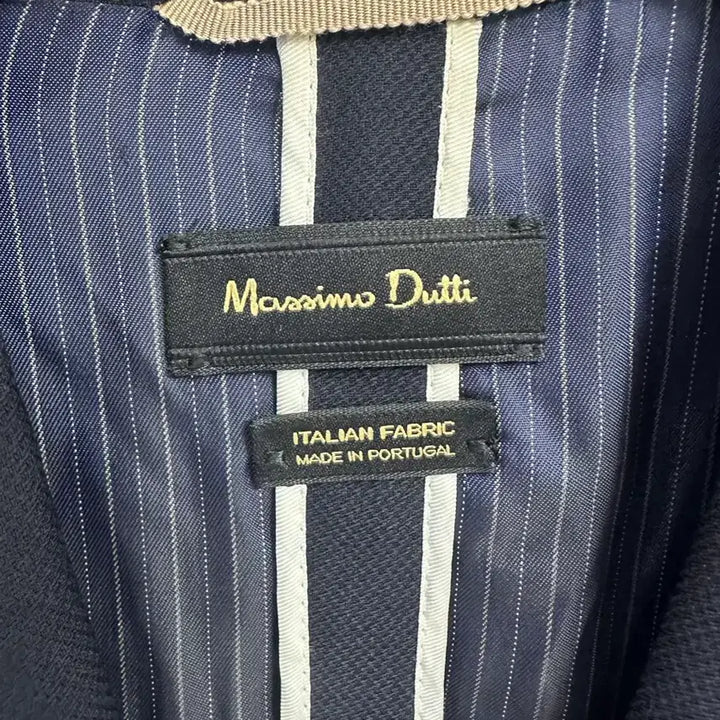 Massimo Dutti
ITALIAN FABRIC
MADE IN PORTUGAL